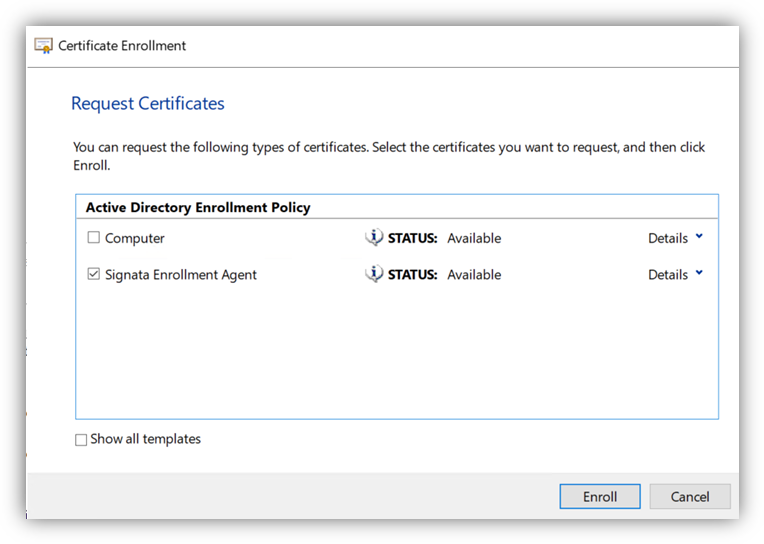 Certificate Enrollment
Request Certificates
You can request the following types of certificates. Select the certificates you want to request, and then click
Enroll.
Active Directory Enrollment Policy
Computer STATUS: Available Details
Signata Enrollment Agent STATUS: Available Details
Show all templates
Enroll Cancel